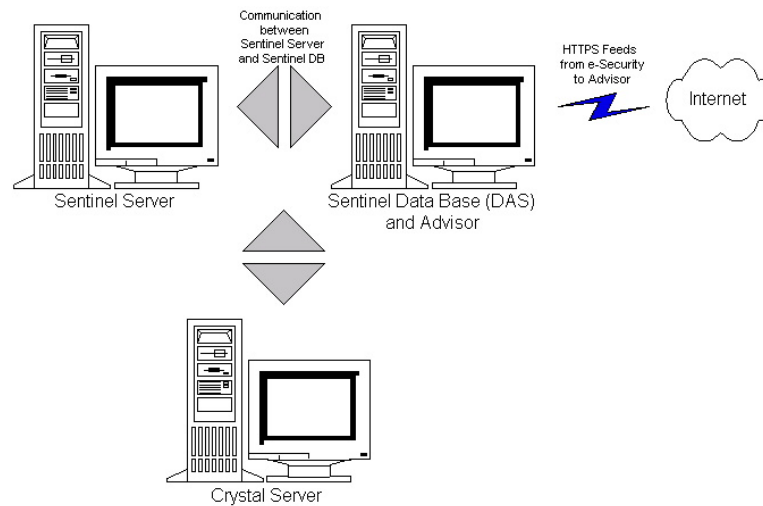 Communication
between
Sentinel Server
and Sentinel DB
HTTPS Feeds
from e-Security
to Advisor
Internet
Sentinel Server
Sentinel Data Base (DAS)
and Advisor
Crystal Server